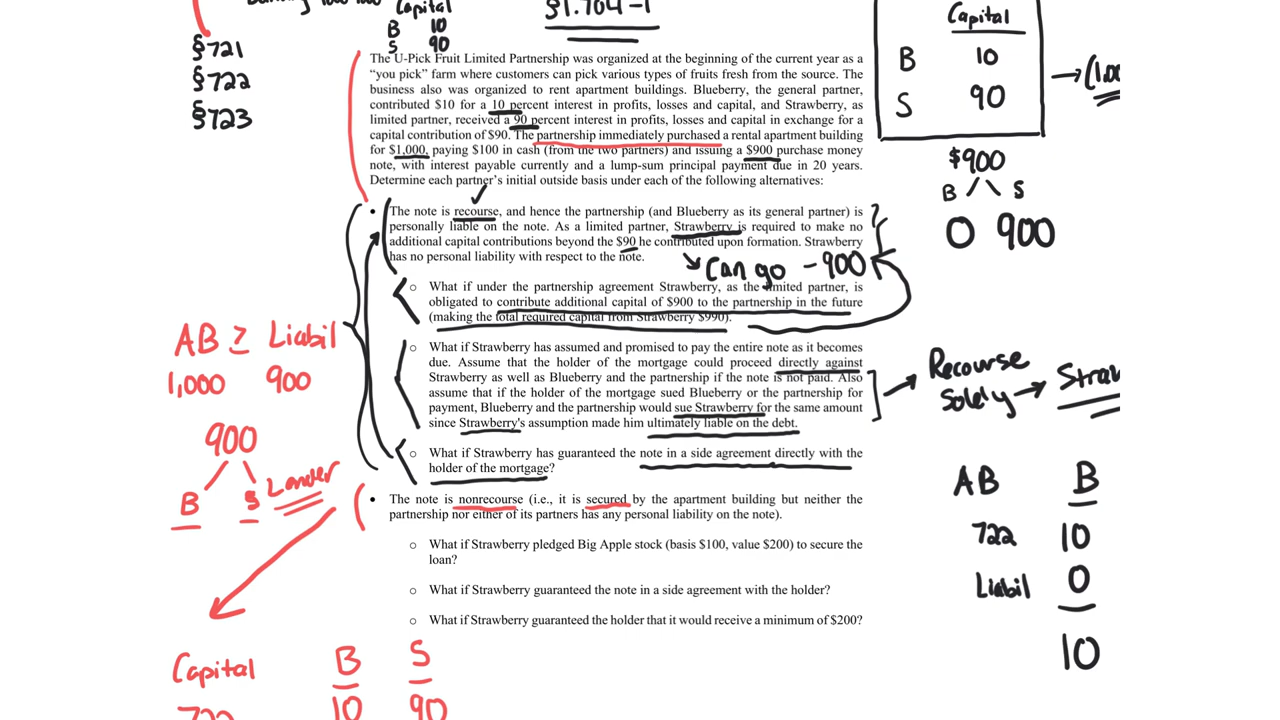 Capital
B 10
S 90
§1.704-1
§721
§722
§723
The U-Pick Fruit Limited Partnership was organized at the beginning of the current year as a
“you pick” farm where customers can pick various types of fruits fresh from the source. The
business also was organized to rent apartment buildings. Blueberry, the general partner,
contributed $10 for a 10 percent interest in profits, losses and capital, and Strawberry, as
limited partner, received a 90 percent interest in profits, losses and capital in exchange for a
capital contribution of $90. The partnership immediately purchased a rental apartment building
for $1,000, paying $100 in cash (from the two partners) and issuing a $900 purchase money
note, with interest payable currently and a lump-sum principal payment due in 20 years.
Determine each partner’s initial outside basis under each of the following alternatives:
Capital
B 10
S 90
$900
B S
0 900
• The note is recourse, and hence the partnership (and Blueberry as its general partner) is
personally liable on the note. As a limited partner, Strawberry is required to make no
additional capital contributions beyond the $90 he contributed upon formation. Strawberry
has no personal liability with respect to the note.
Can go -900
o What if under the partnership agreement Strawberry, as the limited partner, is
obligated to contribute additional capital of $900 to the partnership in the future
(making the total required capital from Strawberry $990).
o What if Strawberry has assumed and promised to pay the entire note as it becomes
due. Assume that the holder of the mortgage could proceed directly against
Strawberry as well as Blueberry and the partnership if the note is not paid. Also
assume that if the holder of the mortgage sued Blueberry or the partnership for
payment, Blueberry and the partnership would sue Strawberry for the same amount
since Strawberry's assumption made him ultimately liable on the debt.
Recourse
Solely
o What if Strawberry has guaranteed the note in a side agreement directly with the
holder of the mortgage?
AB ≥ Liabil
1,000 900
900
B S Lender
• The note is nonrecourse (i.e., it is secured by the apartment building but neither the
partnership nor either of its partners has any personal liability on the note).
o What if Strawberry pledged Big Apple stock (basis $100, value $200) to secure the
loan?
o What if Strawberry guaranteed the note in a side agreement with the holder?
o What if Strawberry guaranteed the holder that it would receive a minimum of $200?
AB B
722 10
Liabil 0
10
Capital B S
722 10 90